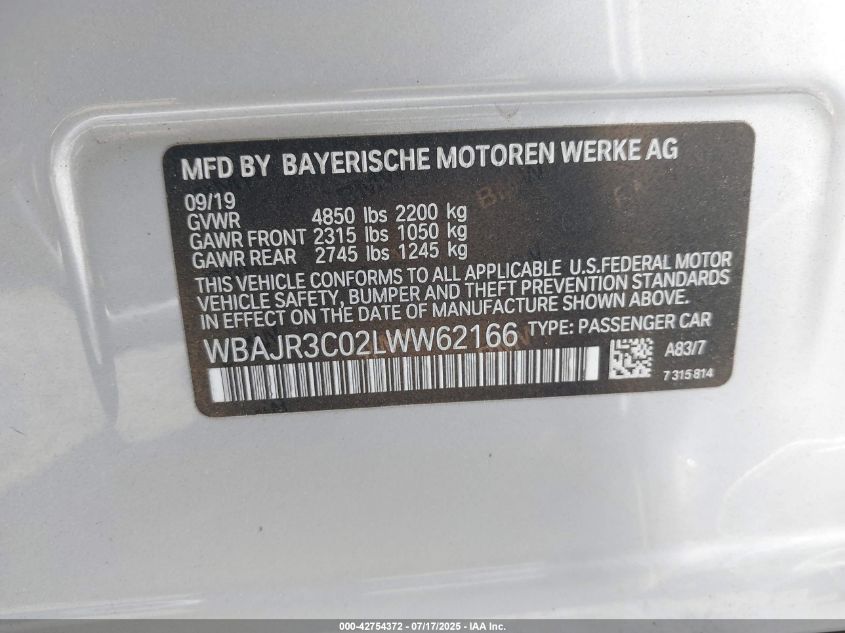 MFD BY BAYERISCHE MOTOREN WERKE AG
09/19
GVWR 4850 lbs 2200 kg
GAWR FRONT 2315 lbs 1050 kg
GAWR REAR 2745 lbs 1245 kg
THIS VEHICLE CONFORMS TO ALL APPLICABLE U.S.FEDERAL MOTOR
VEHICLE SAFETY, BUMPER AND THEFT PREVENTION STANDARDS
IN EFFECT ON THE DATE OF MANUFACTURE SHOWN ABOVE.
WBAJR3C02LWW62166 TYPE: PASSENGER CAR
A83/7
7315814
000-42754372 - 07/17/2025 - IAA Inc.